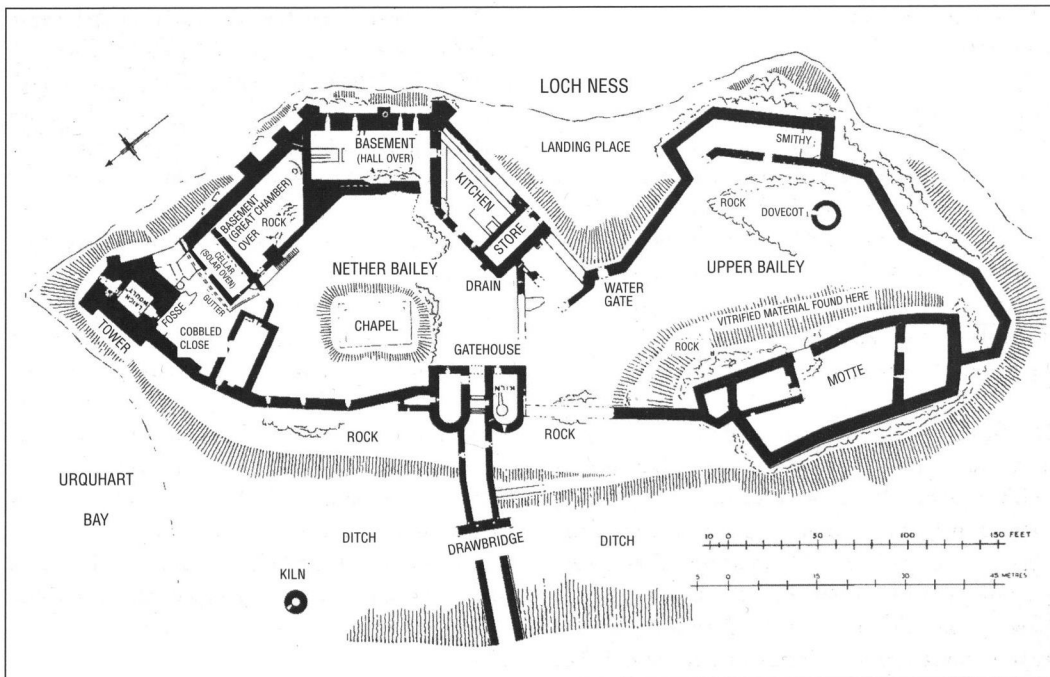 LOCH NESS
LANDING PLACE
SMITHY
BASEMENT
(HALL OVER)
KITCHEN
STORE
ROCK
DOVECOT
BASEMENT
(GREAT CHAMBER)
OVER
ROCK
CELLAR
(SOLAR OVEN)
GUTTER
FOSSE
TOWER
COBBLED
CLOSE
NETHER BAILEY
DRAIN
WATER
GATE
UPPER BAILEY
VITRIFIED MATERIAL FOUND HERE
CHAPEL
GATEHOUSE
KILN
ROCK
MOTTE
ROCK
ROCK
URQUHART
BAY
DITCH
DRAWBRIDGE
DITCH
KILN
10 0 50 100 150 FEET
5 0 15 30 45 METRES